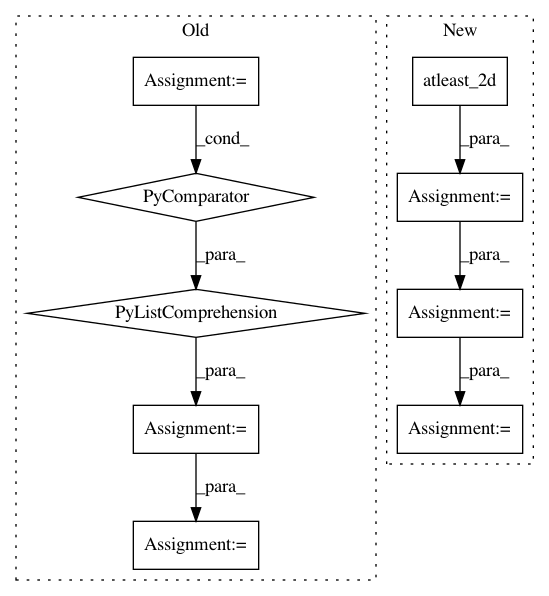 Old
Assignment:=
_cond_
PyComparator
_para_
PyListComprehension
_para_
Assignment:=
_para_
Assignment:=
New
atleast_2d
_para_
Assignment:=
_para_
Assignment:=
_para_
Assignment:=